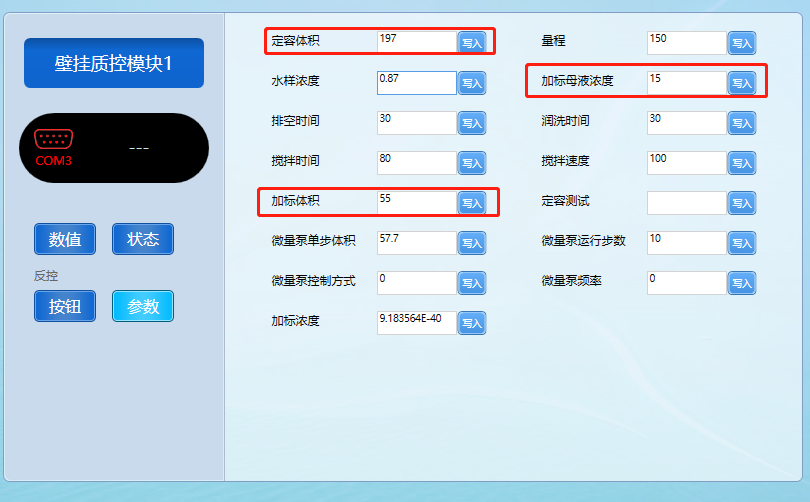 壁挂质控模块1
COM3
---
数值 状态
反控
按钮 参数
定容体积 197 写入 量程 150 写入
水样浓度 0.87 写入 加标母液浓度 15 写入
排空时间 30 写入 润洗时间 30 写入
搅拌时间 80 写入 搅拌速度 100 写入
加标体积 55 写入 定容测试 写入
微量泵单步体积 57.7 写入 微量泵运行步数 10 写入
微量泵控制方式 0 写入 微量泵频率 0 写入
加标浓度 9.183564E-40 写入